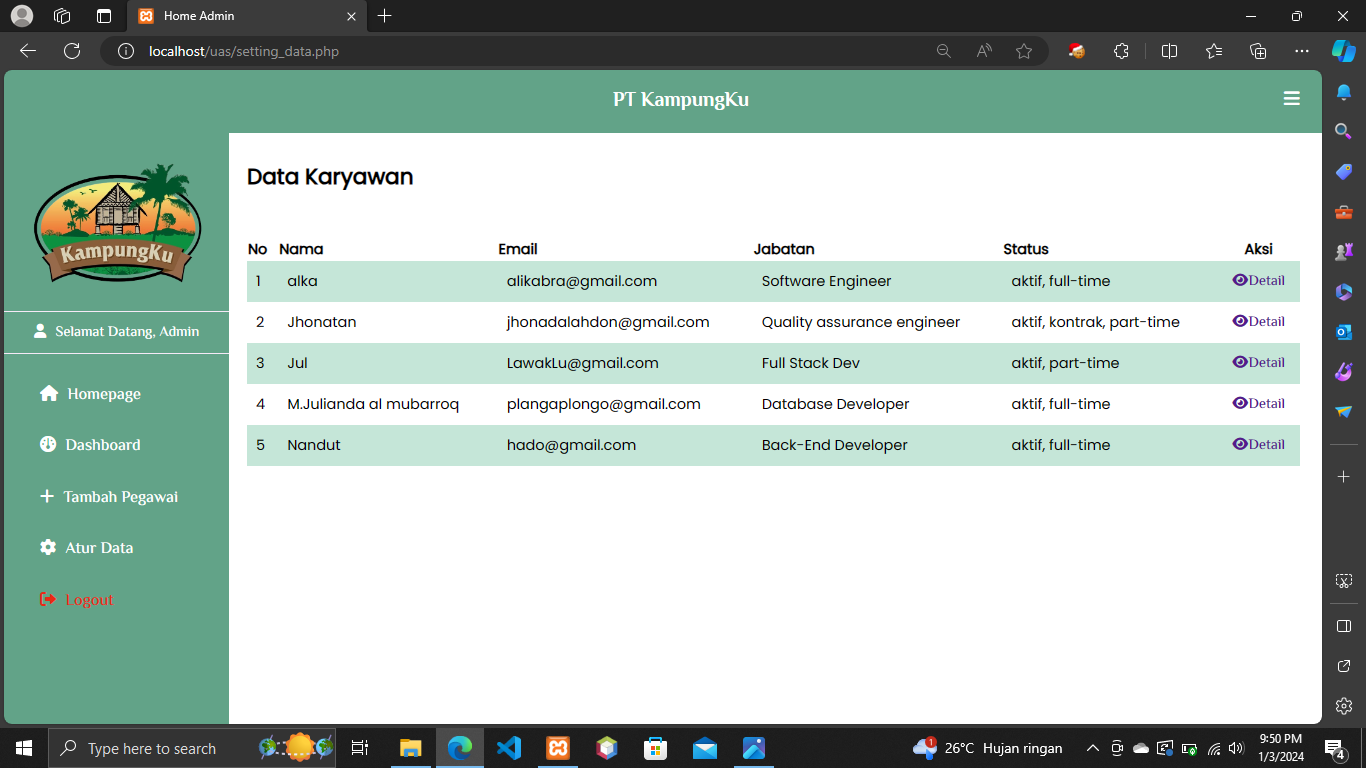 Home Admin
localhost/uas/setting_data.php
PT KampungKu
KampungKu
Selamat Datang, Admin
Homepage
Dashboard
Tambah Pegawai
Atur Data
Logout
Data Karyawan
No Nama Email Jabatan Status Aksi
1 alka alikabra@gmail.com Software Engineer aktif, full-time Detail
2 Jhonatan jhonadalahdon@gmail.com Quality assurance engineer aktif, kontrak, part-time Detail
3 Jul LawakLu@gmail.com Full Stack Dev aktif, part-time Detail
4 M.Julianda al mubarroq plangaplongo@gmail.com Database Developer aktif, full-time Detail
5 Nandut hado@gmail.com Back-End Developer aktif, full-time Detail
Type here to search
1
26°C Hujan ringan
9:50 PM
1/3/2024
4